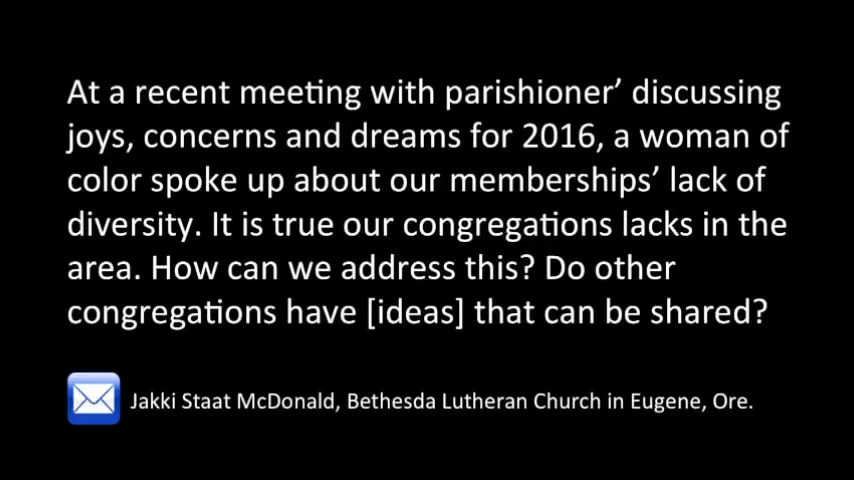 At a recent meeting with parishioner’ discussing
joys, concerns and dreams for 2016, a woman of
color spoke up about our memberships’ lack of
diversity. It is true our congregations lacks in the
area. How can we address this? Do other
congregations have [ideas] that can be shared?
Jakki Staat McDonald, Bethesda Lutheran Church in Eugene, Ore.